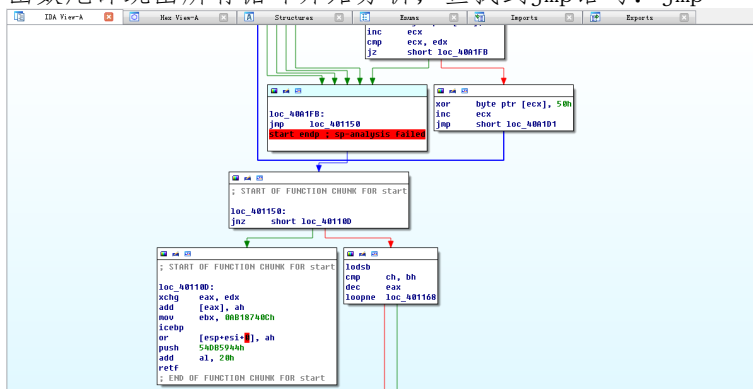 IDA View-A Hex View-A Structures Enums Imports Exports
inc ecx
cmp ecx, edx
jz short loc_40A1FB
loc_40A1FB:
jmp loc_401150
start endp ; sp-analysis failed
xor byte ptr [ecx], 50h
inc ecx
jmp short loc_40A1D1
; START OF FUNCTION CHUNK FOR start
loc_401150:
jnz short loc_40110D
; START OF FUNCTION CHUNK FOR start
loc_40110D:
xchg eax, edx
add [eax], ah
mov ebx, 0AB18740Ch
icebp
or [esp+esi+0], ah
push 54DB5944h
add al, 20h
retf
; END OF FUNCTION CHUNK FOR start
lodsb
cmp ch, bh
dec eax
loopne loc_401168